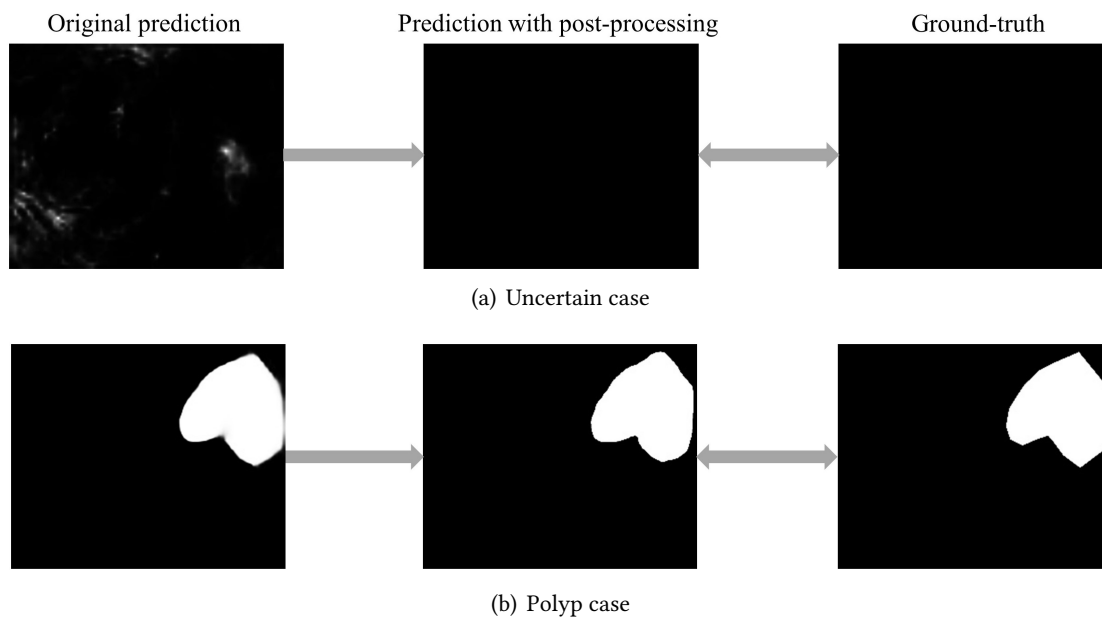 Original prediction
Prediction with post-processing
Ground-truth
(a) Uncertain case
(b) Polyp case